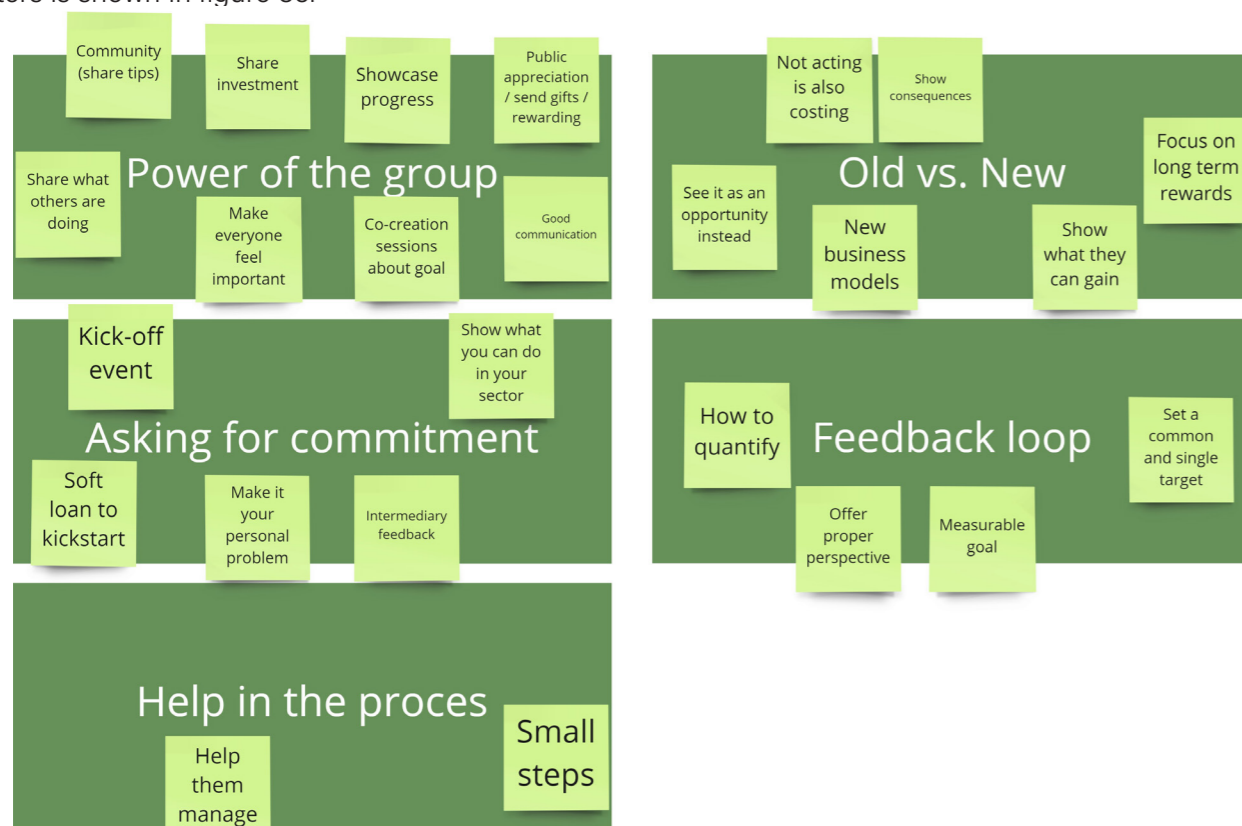 Community
(share tips)
Share
investment
Showcase
progress
Public
appreciation
/ send gifts /
rewarding
Power of the group
Share what
others are
doing
Make
everyone
feel
important
Co-creation
sessions
about goal
Good
communication
Not acting
is also
costing
Show
consequences
Old vs. New
Focus on
long term
rewards
See it as an
opportunity
instead
New
business
models
Show
what they
can gain
Kick-off
event
Show what
you can do
in your
sector
Asking for commitment
Soft
loan to
kickstart
Make it
your
personal
problem
Intermediary
feedback
How to
quantify
Feedback loop
Set a
common
and single
target
Offer
proper
perspective
Measurable
goal
Help in the proces
Small
steps
Help
them
manage